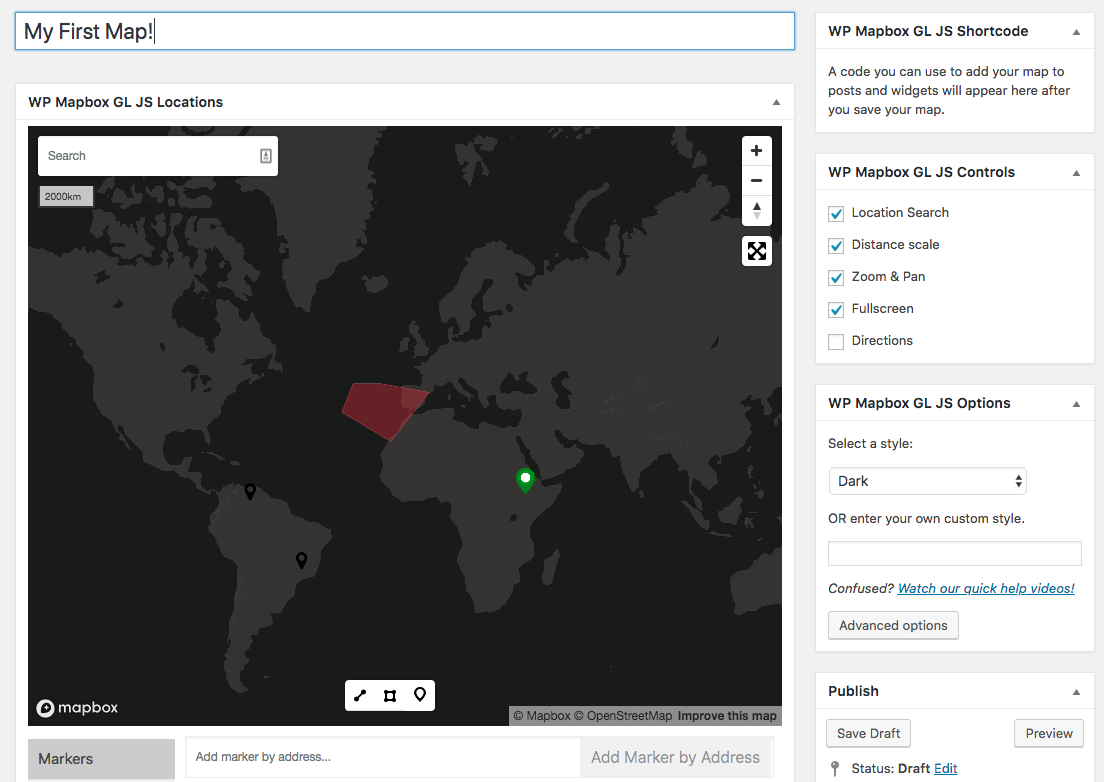 My First Map!
WP Mapbox GL JS Locations
Search
2000km
mapbox
© Mapbox © OpenStreetMap Improve this map
Markers
Add marker by address...
Add Marker by Address
WP Mapbox GL JS Shortcode
A code you can use to add your map to
posts and widgets will appear here after
you save your map.
WP Mapbox GL JS Controls
Location Search
Distance scale
Zoom & Pan
Fullscreen
Directions
WP Mapbox GL JS Options
Select a style:
Dark
OR enter your own custom style.
Confused? Watch our quick help videos!
Advanced options
Publish
Save Draft
Preview
Status: Draft Edit